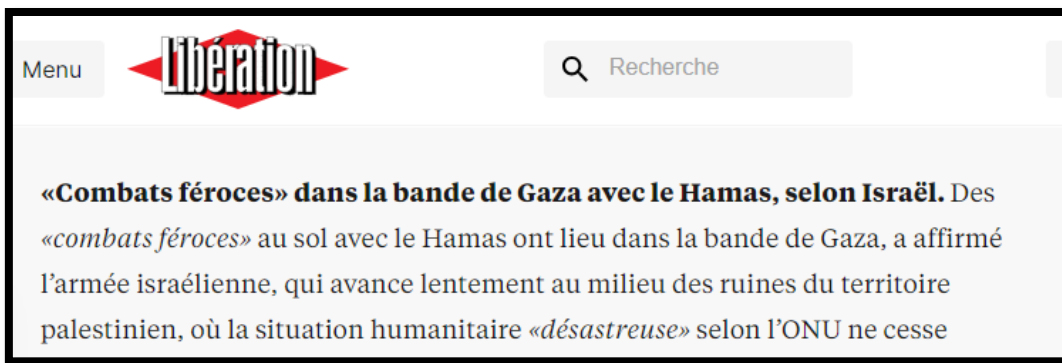 Menu
Libération
Recherche
«Combats féroces» dans la bande de Gaza avec le Hamas, selon Israël. Des
«combats féroces» au sol avec le Hamas ont lieu dans la bande de Gaza, a affirmé
l’armée israélienne, qui avance lentement au milieu des ruines du territoire
palestinien, où la situation humanitaire «désastreuse» selon l’ONU ne cesse